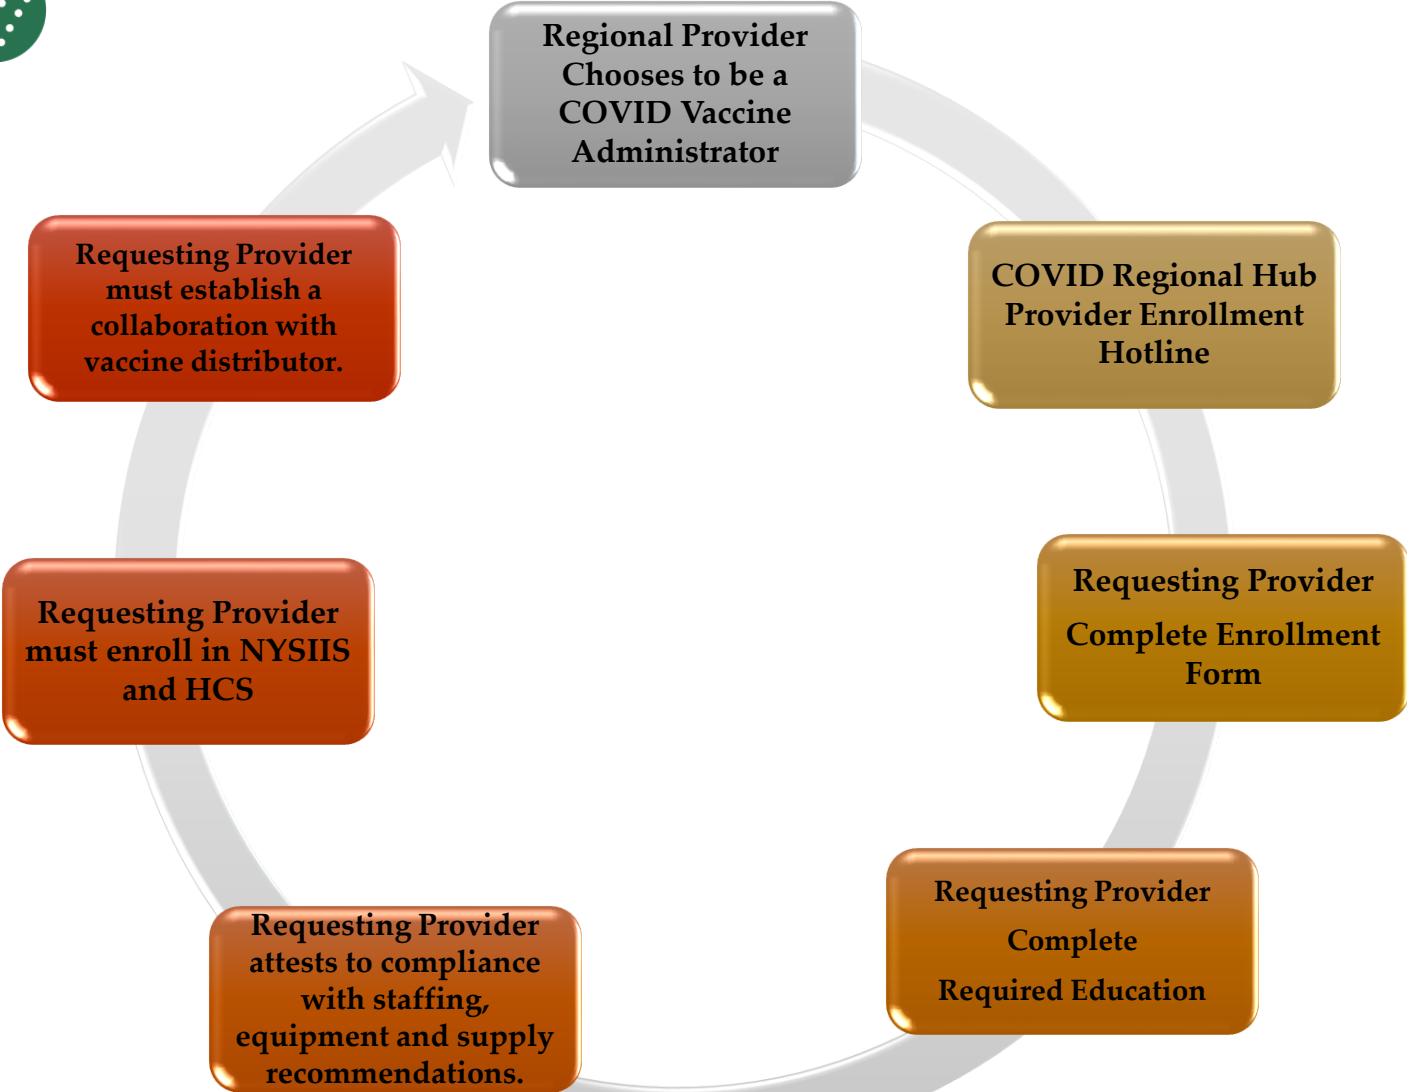 Regional Provider
Chooses to be a
COVID Vaccine
Administrator
COVID Regional Hub
Provider Enrollment
Hotline
Requesting Provider
Complete Enrollment
Form
Requesting Provider
Complete
Required Education
Requesting Provider
attests to compliance
with staffing,
equipment and supply
recommendations.
Requesting Provider
must enroll in NYSIIS
and HCS
Requesting Provider
must establish a
collaboration with
vaccine distributor.